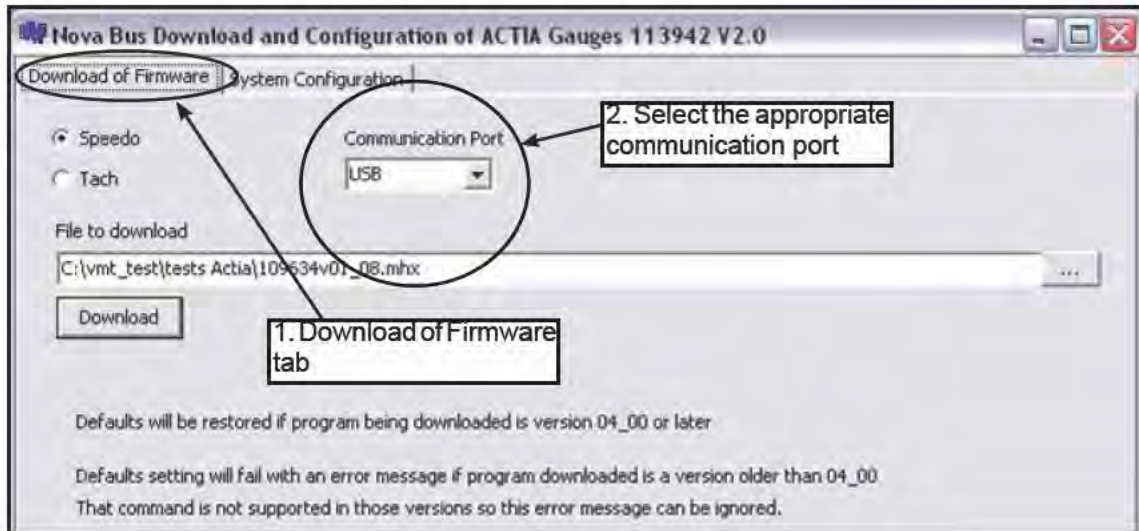 Nova Bus Download and Configuration of ACTIA Gauges 113942 V2.0
Download of Firmware System Configuration
Speedo
Communication Port
2. Select the appropriate
communication port
Tach
USB
File to download
C:\vmt_test\tests Actia\109634v01_08.mhx
...
Download
1. Download of Firmware
tab
Defaults will be restored if program being downloaded is version 04_00 or later
Defaults setting will fail with an error message if program downloaded is a version older than 04_00
That command is not supported in those versions so this error message can be ignored.